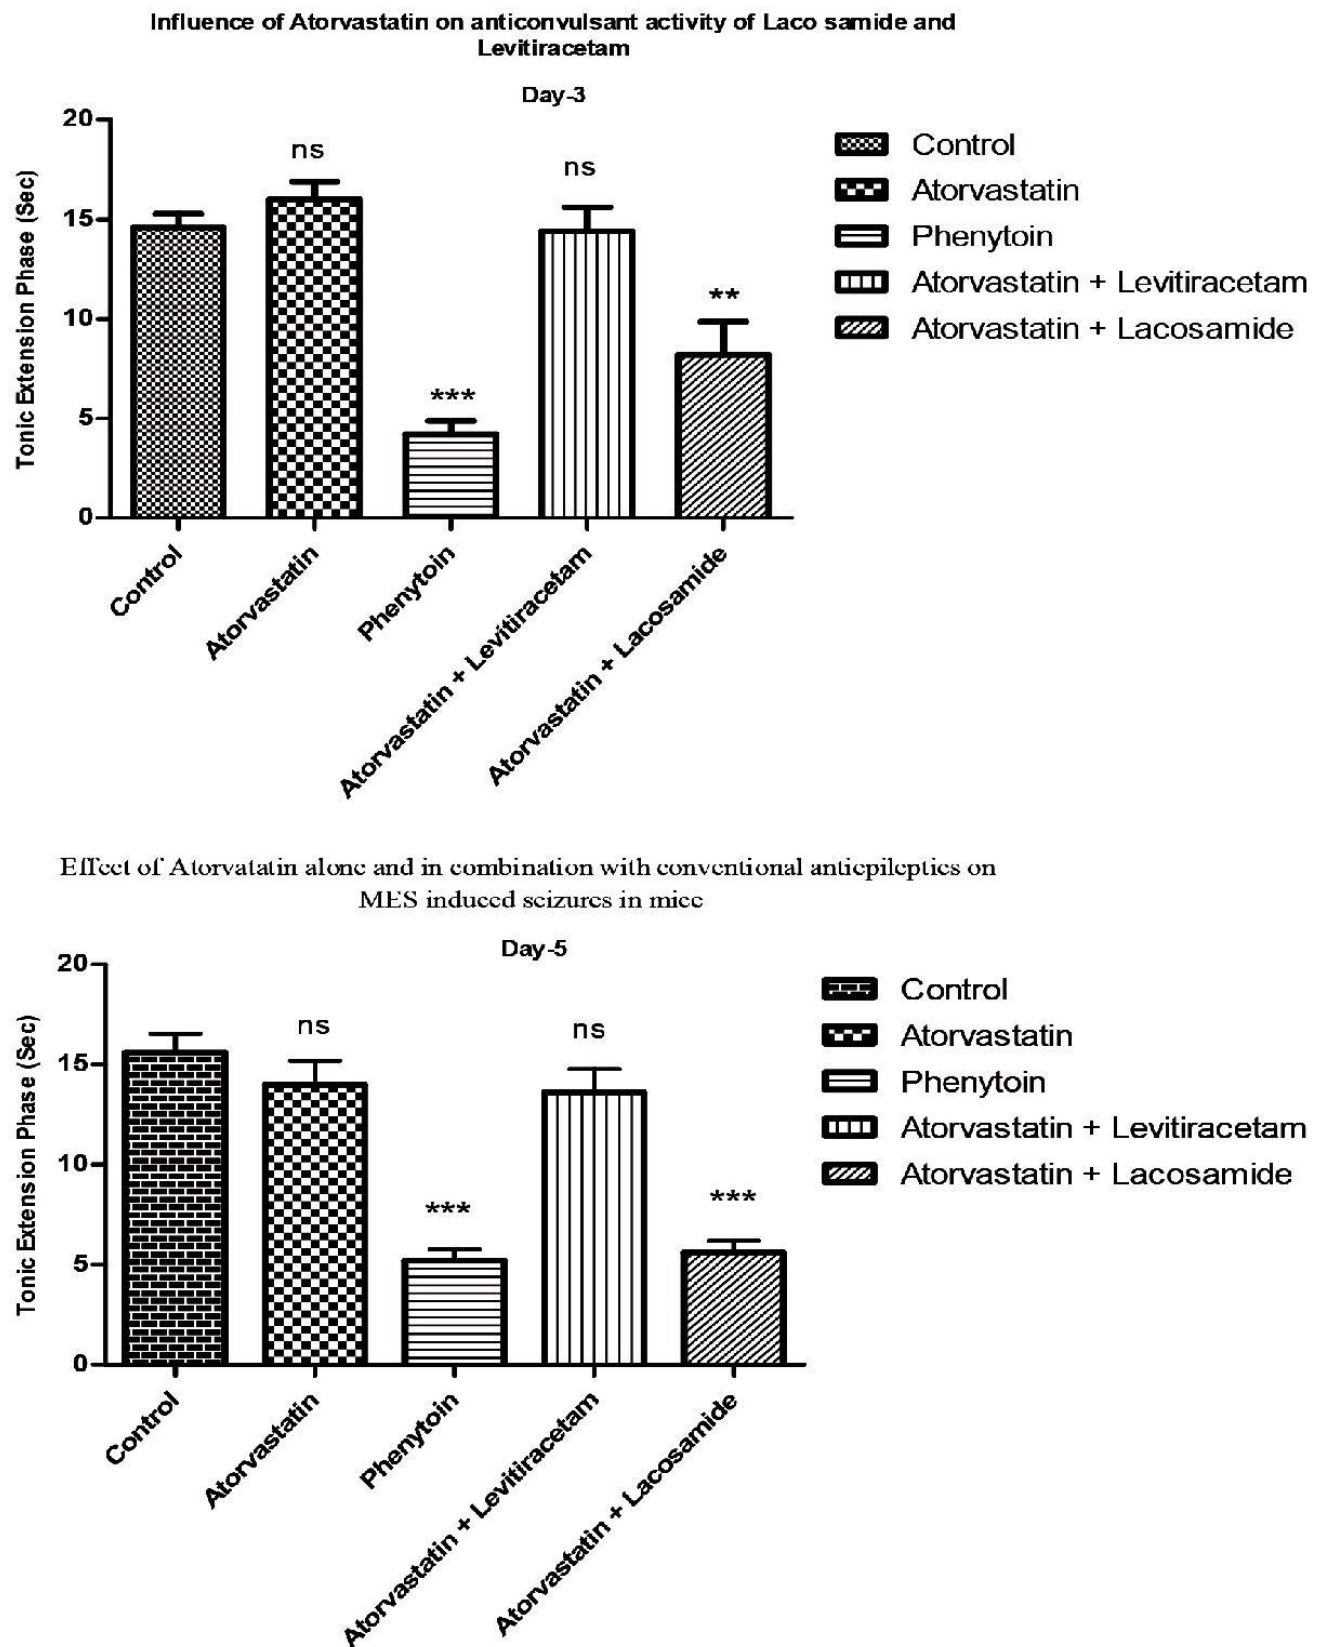 Influence of Atorvastatin on anticonvulsant activity of Laco samide and
Levitiracetam
Day-3
Tonic Extension Phase (Sec)
20
15
10
5
0
ns
***
ns
**
Control
Atorvastatin
Phenytoin
Atorvastatin + Levitiracetam
Atorvastatin + Lacosamide
Control
Atorvastatin
Phenytoin
Atorvastatin + Levitiracetam
Atorvastatin + Lacosamide
Effect of Atorvatatin alone and in combination with conventional antiepileptics on
MES induced seizures in mice
Day-5
Tonic Extension Phase (Sec)
20
15
10
5
0
ns
***
ns
***
Control
Atorvastatin
Phenytoin
Atorvastatin + Levitiracetam
Atorvastatin + Lacosamide
Control
Atorvastatin
Phenytoin
Atorvastatin + Levitiracetam
Atorvastatin + Lacosamide